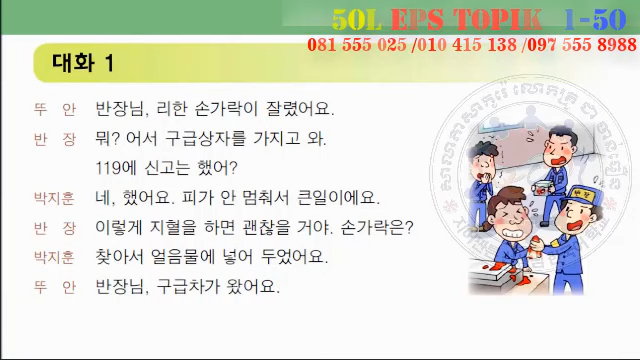 50L EPS TOPIK 1-50
081 555 025 /010 415 138 /097 555 8988
대화 1
뚜 안 반장님, 리한 손가락이 잘렸어요.
반 장 뭐? 어서 구급상자를 가지고 와.
119에 신고는 했어?
박지훈 네, 했어요. 피가 안 멈춰서 큰일이에요.
반 장 이렇게 지혈을 하면 괜찮을 거야. 손가락은?
박지훈 찾아서 얼음물에 넣어 두었어요.
뚜 안 반장님, 구급차가 왔어요.